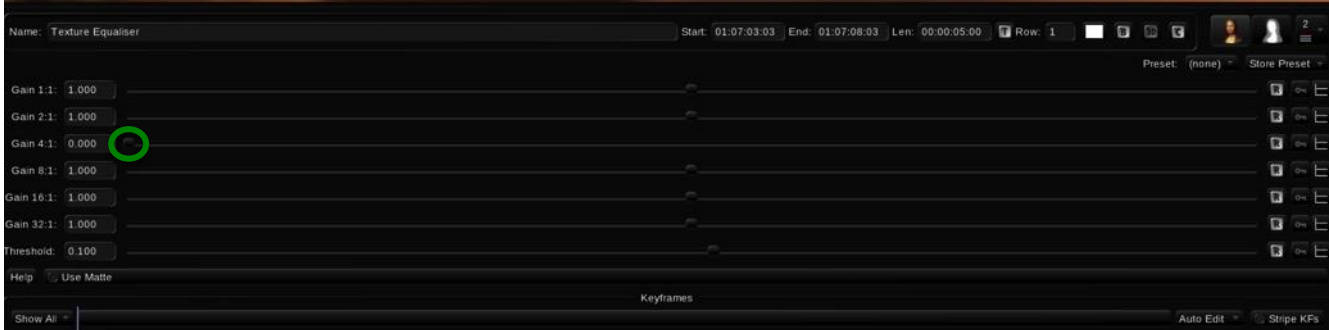 Name: Texture Equaliser Start: 01:07:03:03 End: 01:07:08:03 Len: 00:00:05:00 Row: 1 2
Preset: (none) Store Preset
Gain 1:1: 1.000
Gain 2:1: 1.000
Gain 4:1: 0.000
Gain 8:1: 1.000
Gain 16:1: 1.000
Gain 32:1: 1.000
Threshold: 0.100
Help Use Matte
Keyframes
Show All Auto Edit Stripe KFs